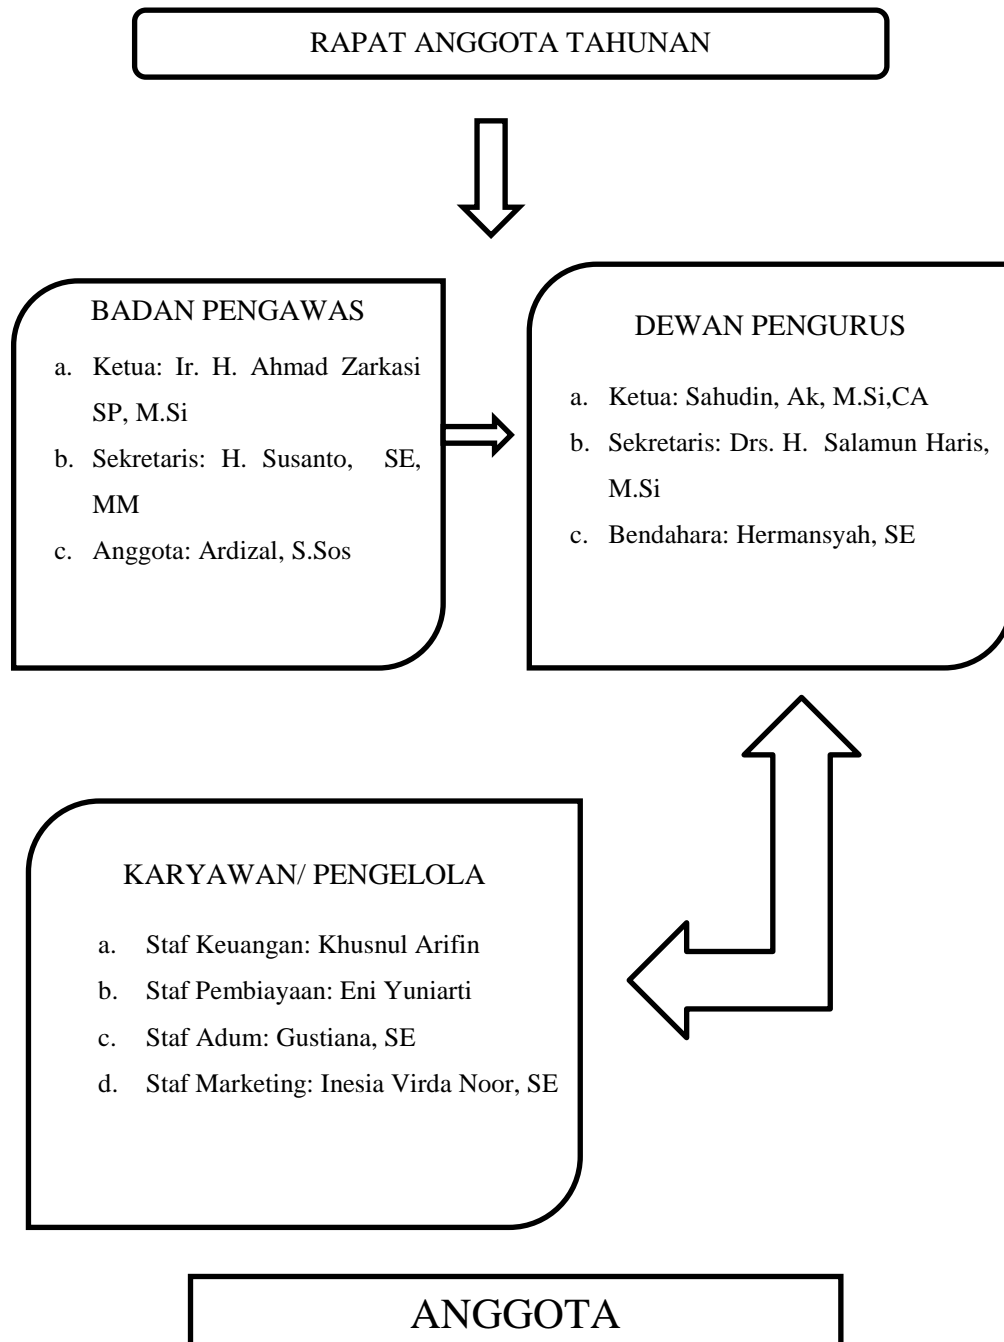 RAPAT ANGGOTA TAHUNAN
BADAN PENGAWAS
a. Ketua: Ir. H. Ahmad Zarkasi
SP, M.Si
b. Sekretaris: H. Susanto, SE,
MM
c. Anggota: Ardizal, S.Sos
DEWAN PENGURUS
a. Ketua: Sahudin, Ak, M.Si,CA
b. Sekretaris: Drs. H. Salamun Haris,
M.Si
c. Bendahara: Hermansyah, SE
KARYAWAN/ PENGELOLA
a. Staf Keuangan: Khusnul Arifin
b. Staf Pembiayaan: Eni Yuniarti
c. Staf Adum: Gustiana, SE
d. Staf Marketing: Inesia Virda Noor, SE
ANGGOTA